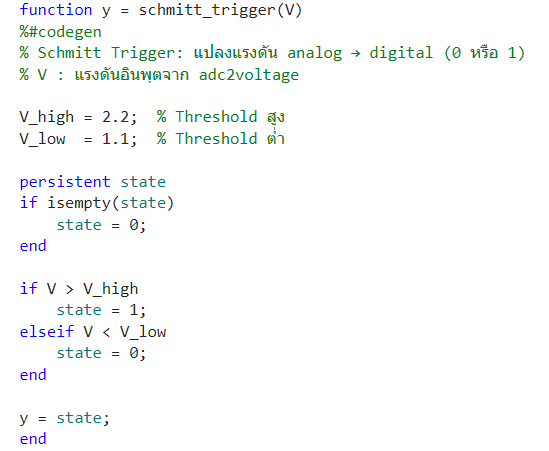 function y = schmitt_trigger(V)
%#codegen
% Schmitt Trigger: แปลงแรงดัน analog → digital (0 หรือ 1)
% V : แรงดันอินพุตจาก adc2voltage
V_high = 2.2;  % Threshold สูง
V_low  = 1.1;  % Threshold ต่ำ
persistent state
if isempty(state)
    state = 0;
end
if V > V_high
    state = 1;
elseif V < V_low
    state = 0;
end
y = state;
end